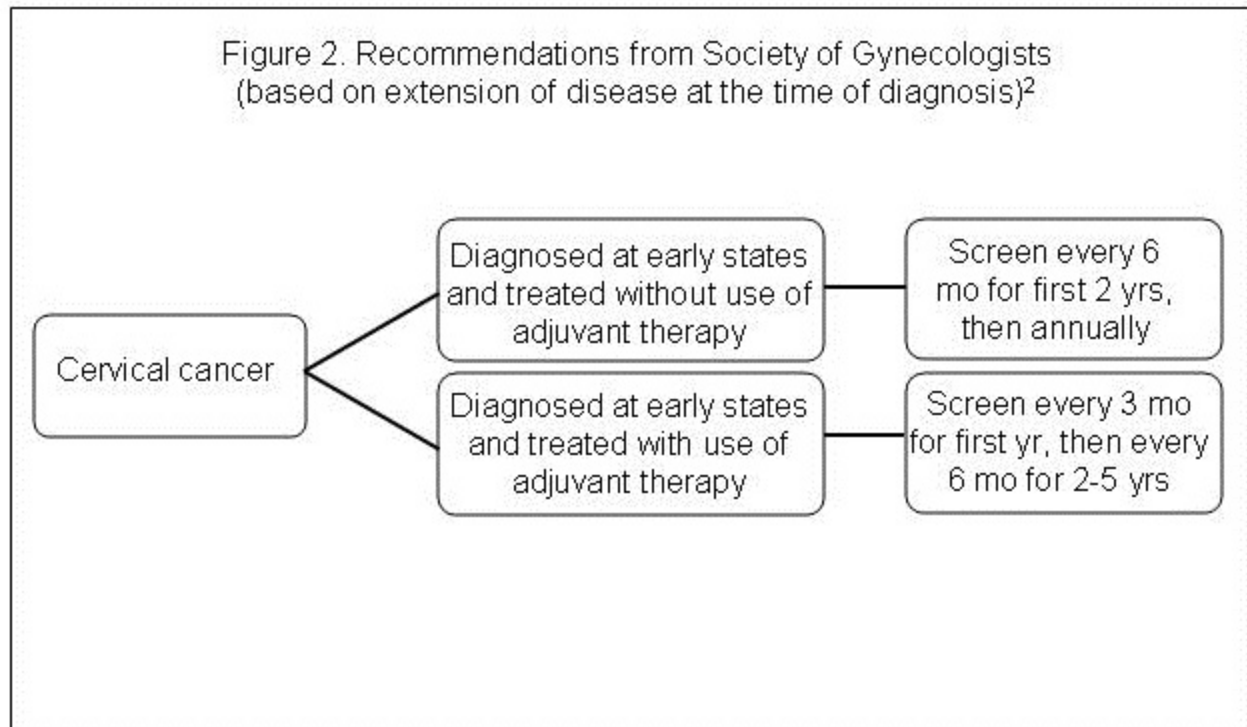 Figure 2. Recommendations from Society of Gynecologists
(based on extension of disease at the time of diagnosis)²
Cervical cancer
Diagnosed at early states
and treated without use of
adjuvant therapy
Screen every 6
mo for first 2 yrs,
then annually
Diagnosed at early states
and treated with use of
adjuvant therapy
Screen every 3 mo
for first yr, then every
6 mo for 2-5 yrs